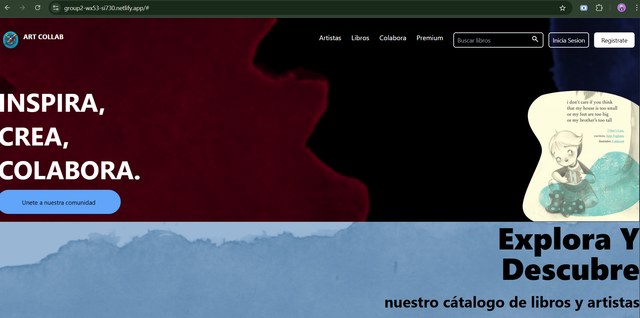 group2-wx53-si730.netlify.app/#
ART COLLAB
Artistas Libros Colabora Premium Buscar libros Inicia Sesion Registrate
INSPIRA,
CREA,
COLABORA.
Unete a nuestra comunidad
i don't care if you think
that my house is too small
or my feet are too big
or my brother's too tall
Explora Y
Descubre
nuestro cátalogo de libros y artistas